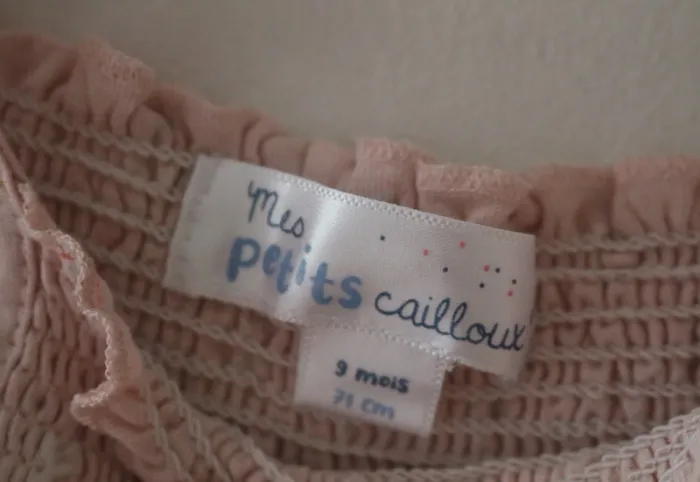 Mes
petits
cailloux
9 mois
71 cm